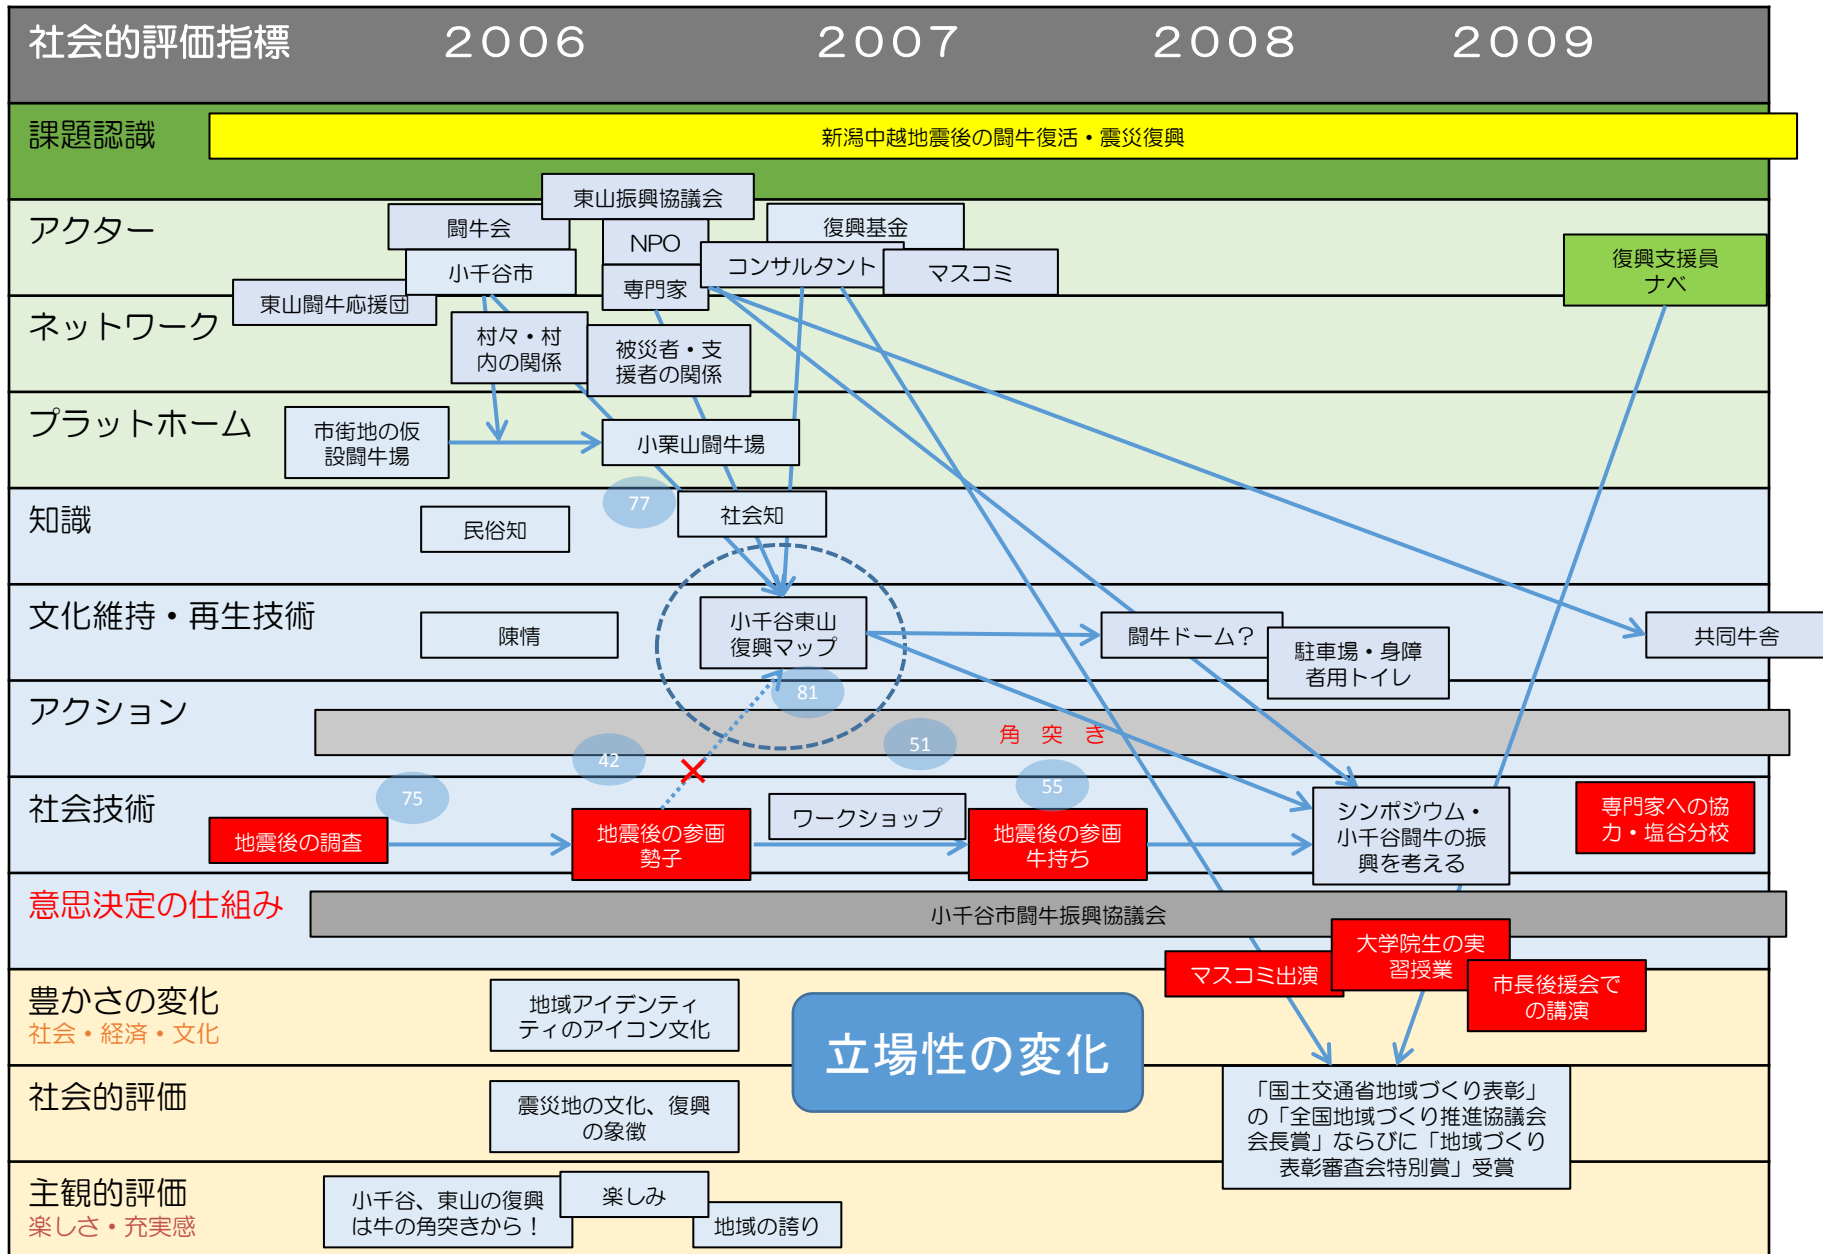 社会的評価指標 ２００６ ２００７ ２００８ ２００９
課題認識
新潟中越地震後の闘牛復活・震災復興
アクター
東山振興協議会
闘牛会
NPO
復興基金
小千谷市
専門家
コンサルタント
マスコミ
復興支援員
ナベ
東山闘牛応援団
ネットワーク
村々・村
内の関係
被災者・支
援者の関係
プラットホーム
市街地の仮
設闘牛場
小栗山闘牛場
知識
民俗知
77
社会知
文化維持・再生技術
陳情
小千谷東山
復興マップ
闘牛ドーム？
駐車場・身障
者用トイレ
共同牛舎
81
アクション
角 突 き
42
51
社会技術
75
55
地震後の調査
地震後の参画
勢子
ワークショップ
地震後の参画
牛持ち
シンポジウム・
小千谷闘牛の振
興を考える
専門家への協
力・塩谷分校
意思決定の仕組み
小千谷市闘牛振興協議会
マスコミ出演
大学院生の実
習授業
市長後援会で
の講演
豊かさの変化
社会・経済・文化
地域アイデンティ
ティのアイコン文化
立場性の変化
社会的評価
震災地の文化、復興
の象徴
「国土交通省地域づくり表彰」
の「全国地域づくり推進協議会
会長賞」ならびに「地域づくり
表彰審査会特別賞」受賞
主観的評価
楽しさ・充実感
小千谷、東山の復興
は牛の角突きから！
楽しみ
地域の誇り